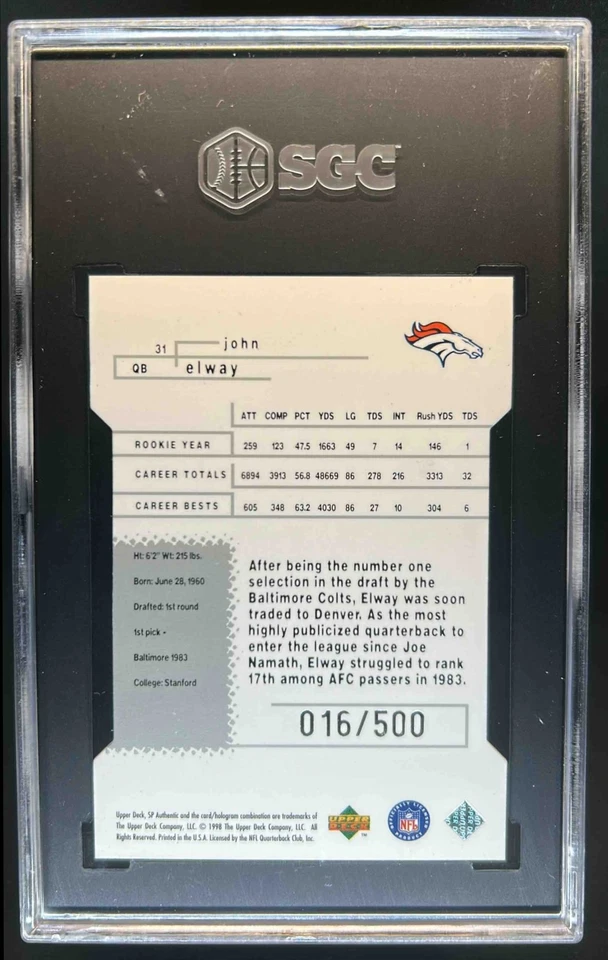 SGC
31 john
QB elway
ATT COMP PCT YDS LG TDS INT Rush YDS TDS
ROOKIE YEAR 259 123 47.5 1663 49 7 14 146 1
CAREER TOTALS 6894 3913 56.8 48669 86 278 216 3313 32
CAREER BESTS 605 348 63.2 4030 86 27 10 304 6
Ht: 6'2" Wt: 215 lbs.
Born: June 28, 1960
Drafted: 1st round
1st pick -
Baltimore 1983
College: Stanford
After being the number one
selection in the draft by the
Baltimore Colts, Elway was soon
traded to Denver. As the most
highly publicized quarterback to
enter the league since Joe
Namath, Elway struggled to rank
17th among AFC passers in 1983.
016/500
Upper Deck, SP Authentic and the card/hologram combination are trademarks of
The Upper Deck Company, LLC. © 1998 The Upper Deck Company, LLC. All
Rights Reserved. Printed in the U.S.A. Licensed by the NFL Quarterback Club, Inc.
UPPER
DECK
TM
NFL